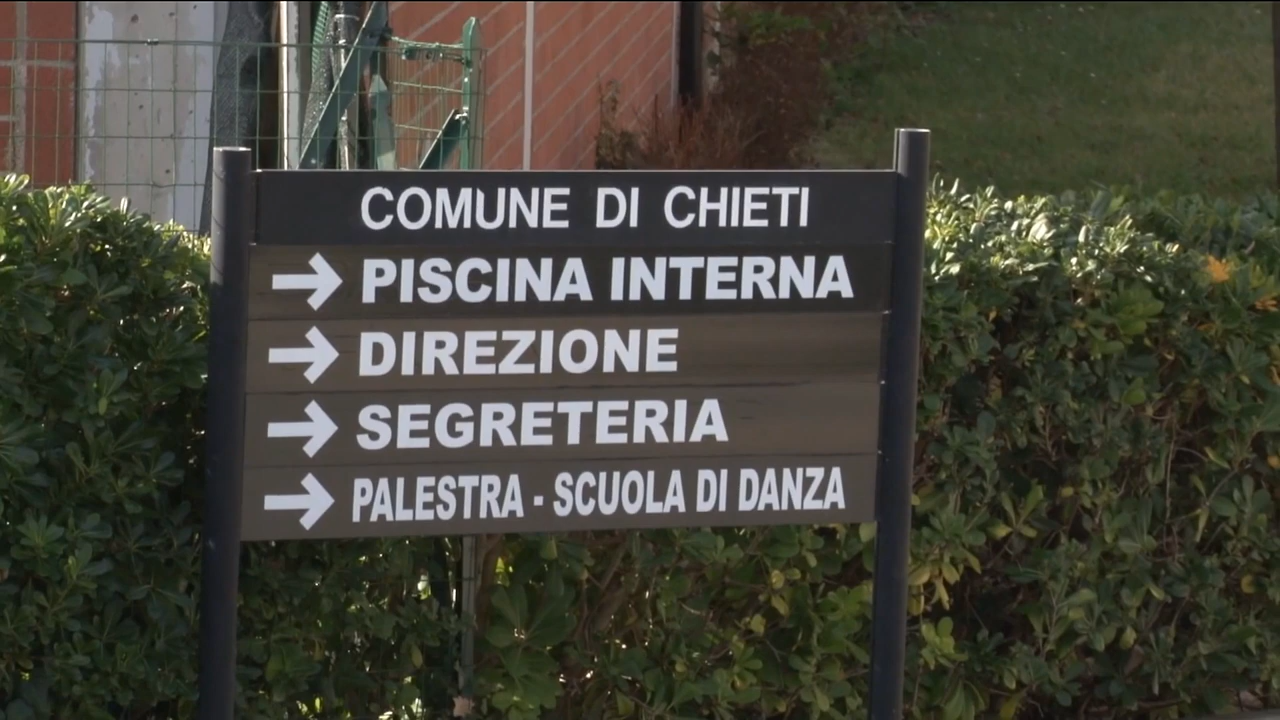 COMUNE DI CHIETI
→ PISCINA INTERNA
→ DIREZIONE
→ SEGRETERIA
→ PALESTRA - SCUOLA DI DANZA